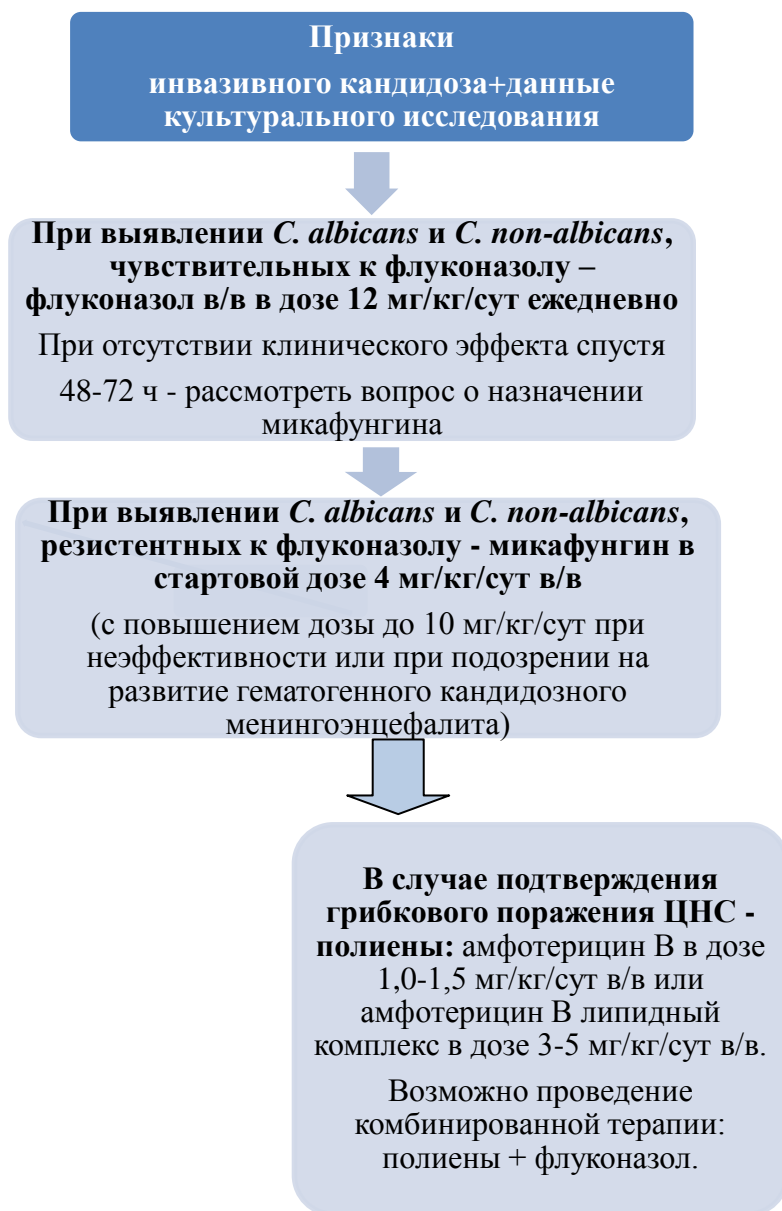 Признаки
инвазивного кандидоза+данные
культурального исследования
При выявлении C. albicans и C. non-albicans,
чувствительных к флуконазолу –
флуконазол в/в в дозе 12 мг/кг/сут ежедневно
При отсутствии клинического эффекта спустя
48-72 ч - рассмотреть вопрос о назначении
микафунгина
При выявлении C. albicans и C. non-albicans,
резистентных к флуконазолу - микафунгин в
стартовой дозе 4 мг/кг/сут в/в
(с повышением дозы до 10 мг/кг/сут при
неэффективности или при подозрении на
развитие гематогенного кандидозного
менингоэнцефалита)
В случае подтверждения
грибкового поражения ЦНС -
полиены: амфотерицин В в дозе
1,0-1,5 мг/кг/сут в/в или
амфотерицин В липидный
комплекс в дозе 3-5 мг/кг/сут в/в.
Возможно проведение
комбинированной терапии:
полиены + флуконазол.